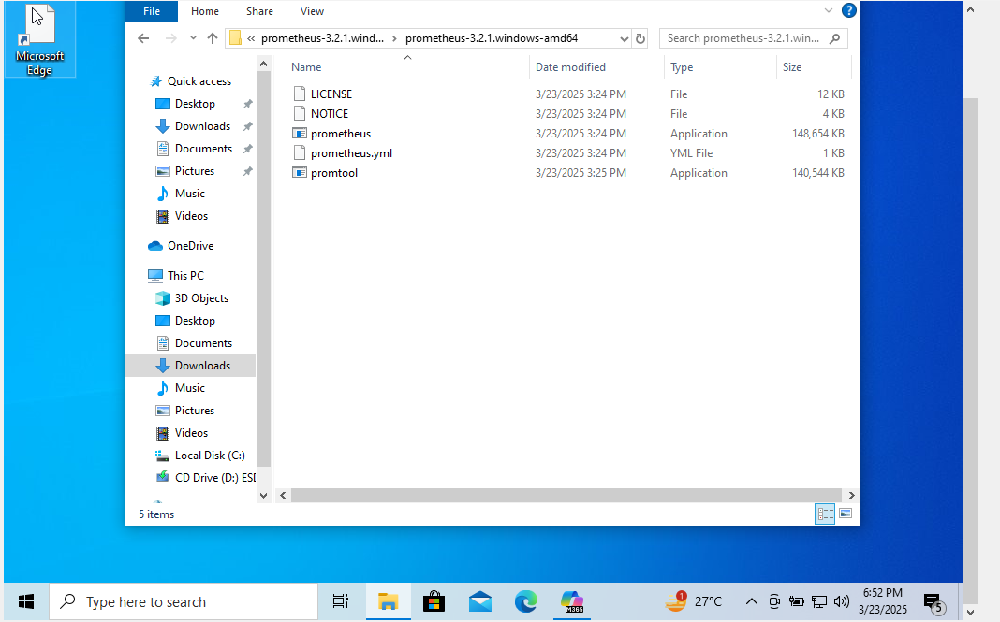 File Home Share View
« prometheus-3.2.1.wind... › prometheus-3.2.1.windows-amd64
Search prometheus-3.2.1.win...
Microsoft
Edge
Quick access
Desktop
Downloads
Documents
Pictures
Music
Videos
OneDrive
This PC
3D Objects
Desktop
Documents
Downloads
Music
Pictures
Videos
Local Disk (C:)
CD Drive (D:) ESD
Name Date modified Type Size
LICENSE 3/23/2025 3:24 PM File 12 KB
NOTICE 3/23/2025 3:24 PM File 4 KB
prometheus 3/23/2025 3:24 PM Application 148,654 KB
prometheus.yml 3/23/2025 3:24 PM YML File 1 KB
promtool 3/23/2025 3:25 PM Application 140,544 KB
5 items
Type here to search
M365
1
27°C
6:52 PM
3/23/2025
5